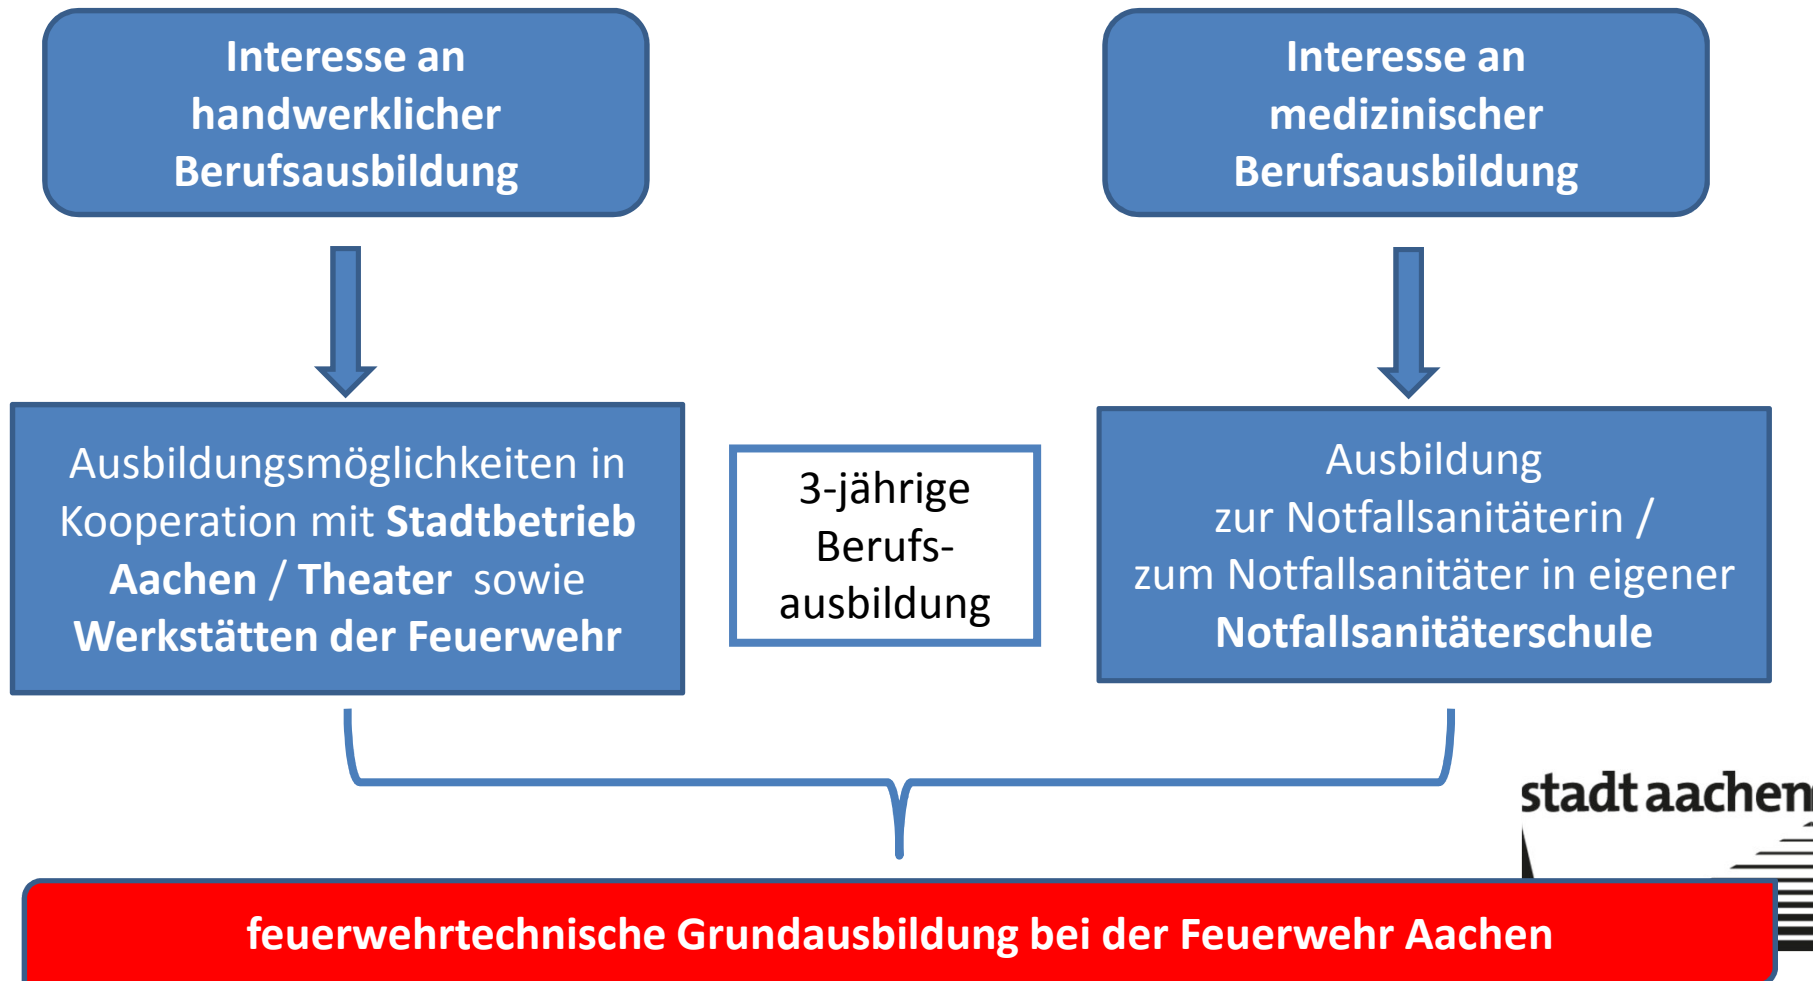 Interesse an
handwerklicher
Berufsausbildung
Interesse an
medizinischer
Berufsausbildung
Ausbildungsmöglichkeiten in
Kooperation mit Stadtbetrieb
Aachen / Theater sowie
Werkstätten der Feuerwehr
3-jährige
Berufs-
ausbildung
Ausbildung
zur Notfallsanitäterin /
zum Notfallsanitäter in eigener
Notfallsanitäterschule
stadt aachen
feuerwehrtechnische Grundausbildung bei der Feuerwehr Aachen